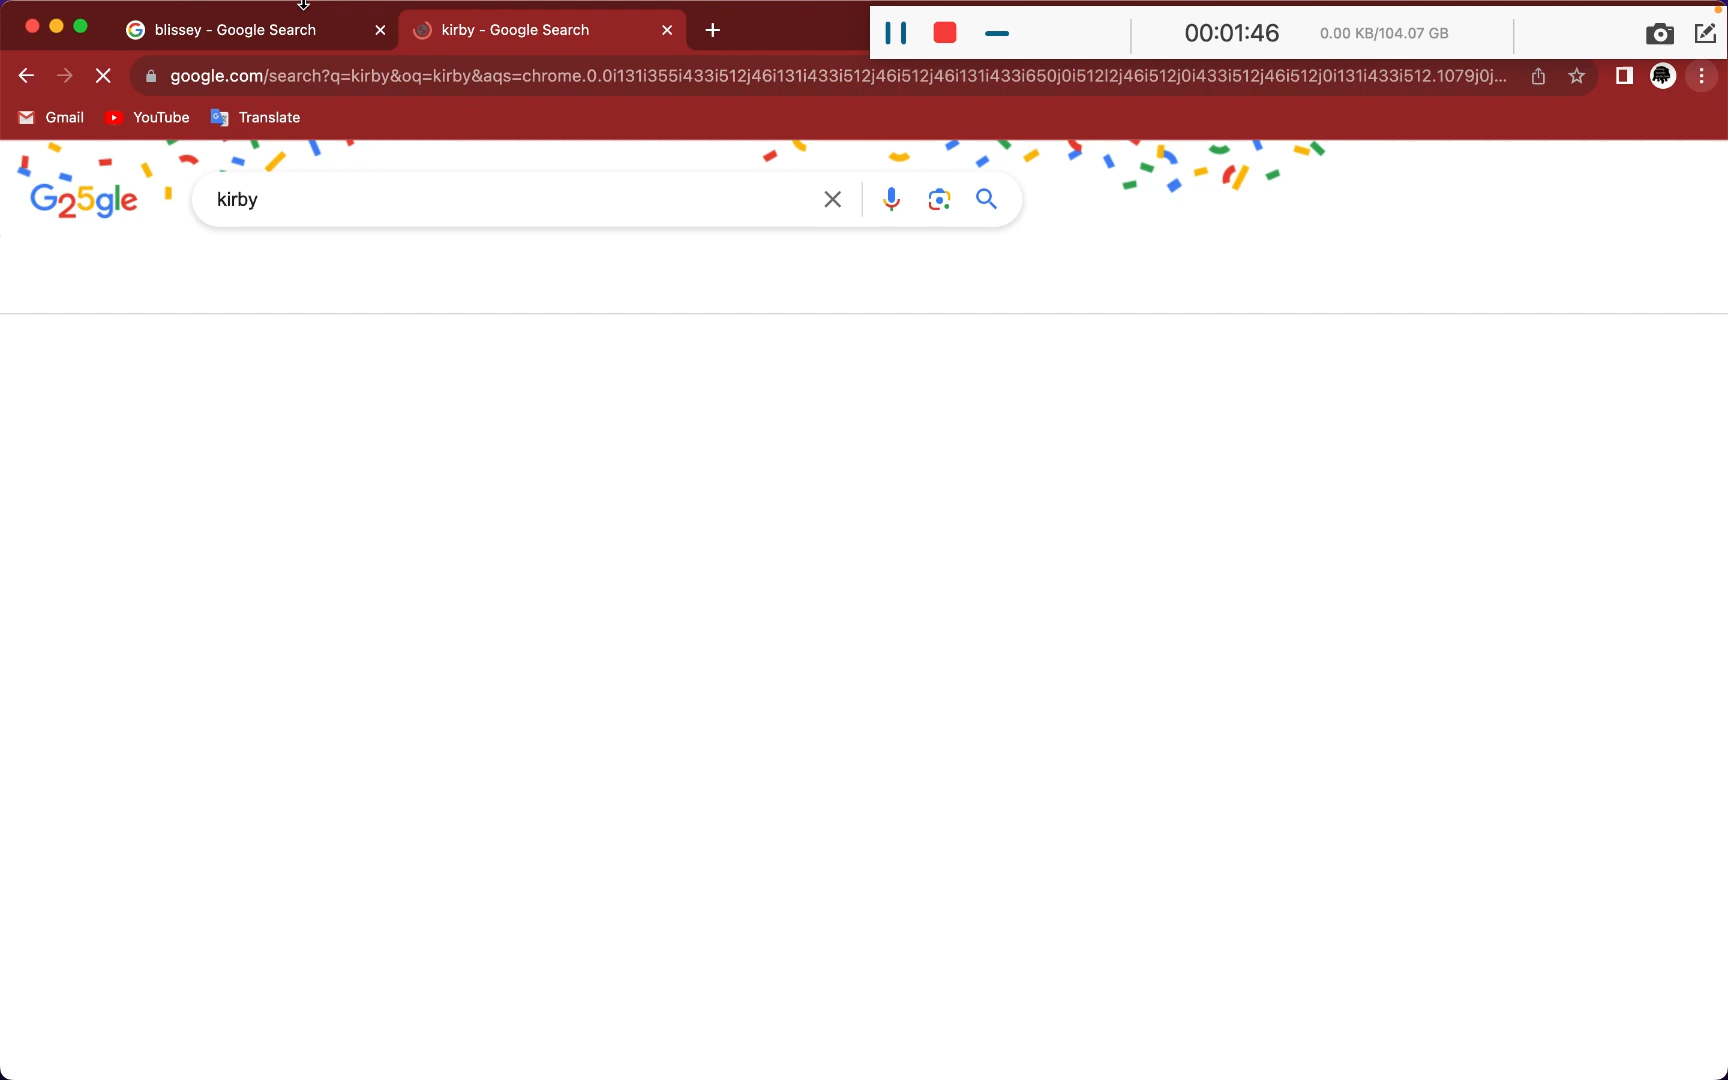 blissey - Google Search
kirby - Google Search
00:01:46
0.00 KB/104.07 GB
google.com/search?q=kirby&oq=kirby&aqs=chrome.0.0i131i355i433i512j46i131i433i512j46i512j46i131i433i650j0i512l2j46i512j0i433i512j46i512j0i131i433i512.1079j0j...
Gmail
YouTube
Translate
G25gle
kirby